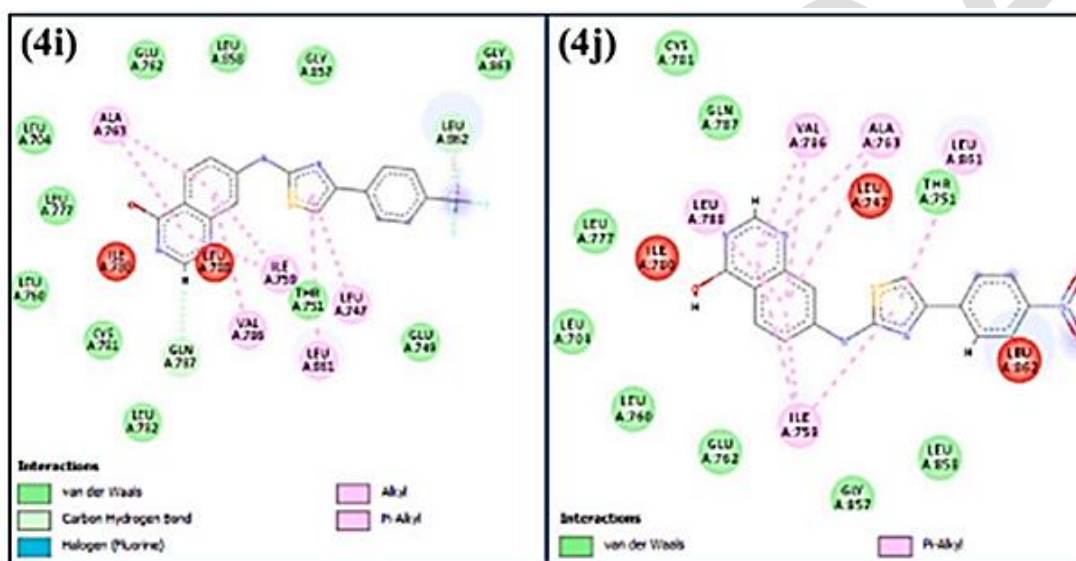 (4i)
GLU
A:762
LEU
A:858
GLY
A:857
GLY
A:863
ALA
A:763
LEU
A:704
LEU
A:862
LEU
A:777
ILE
A:780
LEU
A:788
ILE
A:759
THR
A:751
LEU
A:747
LEU
A:760
CYS
A:781
VAL
A:786
LEU
A:861
GLU
A:749
GLN
A:787
LEU
A:782
H
Interactions
van der Waals
Carbon Hydrogen Bond
Halogen (Fluorine)
Alkyl
Pi-Alkyl
(4j)
CYS
A:781
GLN
A:787
VAL
A:786
ALA
A:763
LEU
A:861
THR
A:751
LEU
A:747
LEU
A:788
H
LEU
A:777
ILE
A:780
H
LEU
A:704
H
LEU
A:862
LEU
A:760
ILE
A:759
GLU
A:762
LEU
A:858
GLY
A:857
Interactions
van der Waals
Pi-Alkyl